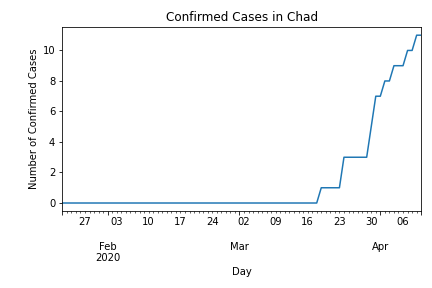 Confirmed Cases in Chad
Number of Confirmed Cases
10
8
6
4
2
0
27 03 10 17 24 02 09 16 23 30 06
Feb Mar Apr
2020
Day